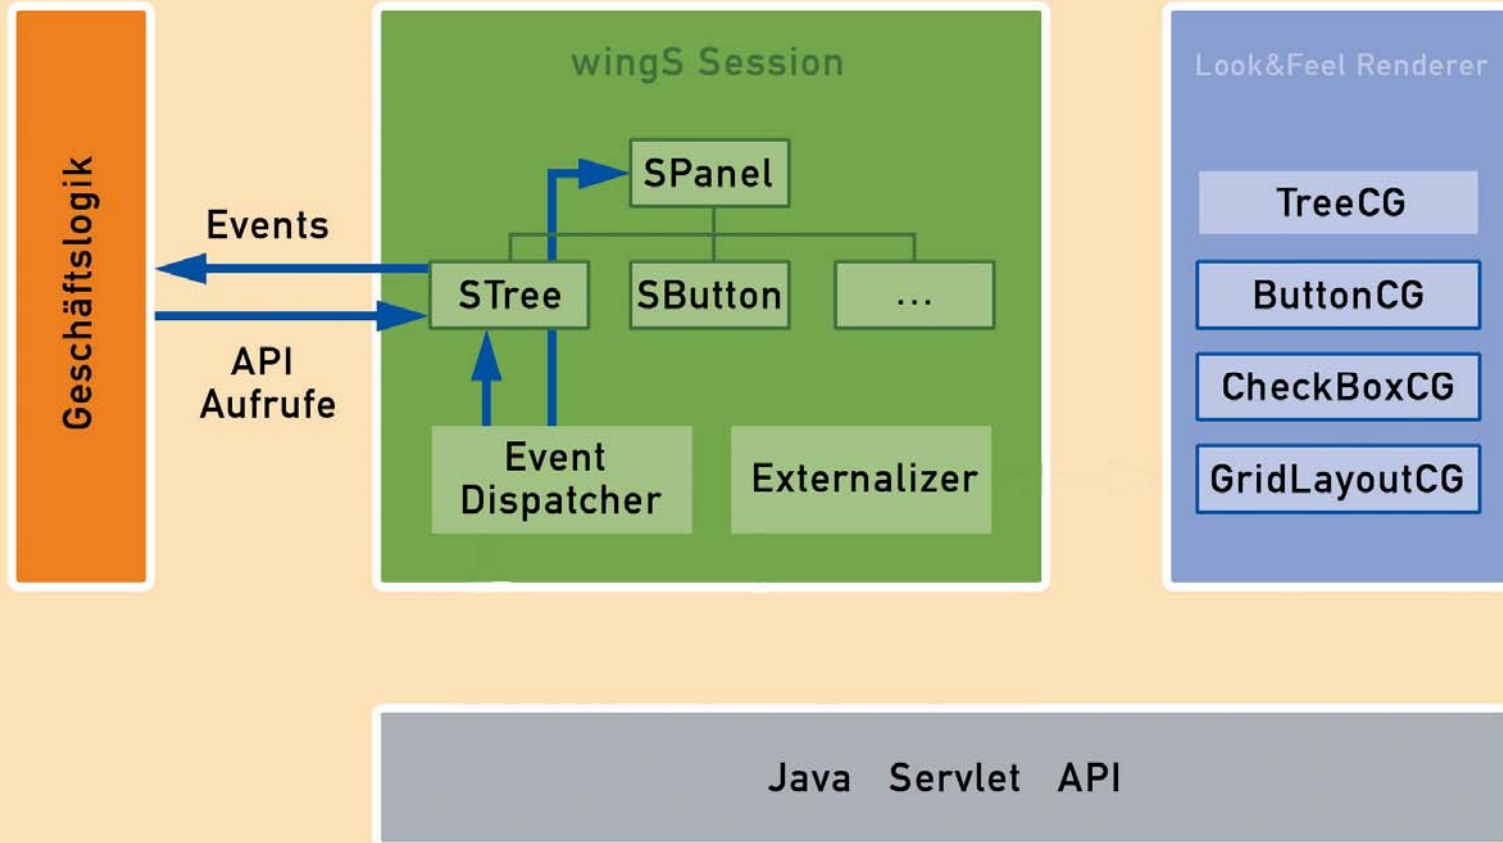 Geschäftslogik
Events
API
Aufrufe
wingS Session
SPanel
STree
SButton
...
Event
Dispatcher
Externalizer
Look&Feel Renderer
TreeCG
ButtonCG
CheckBoxCG
GridLayoutCG
Java Servlet API